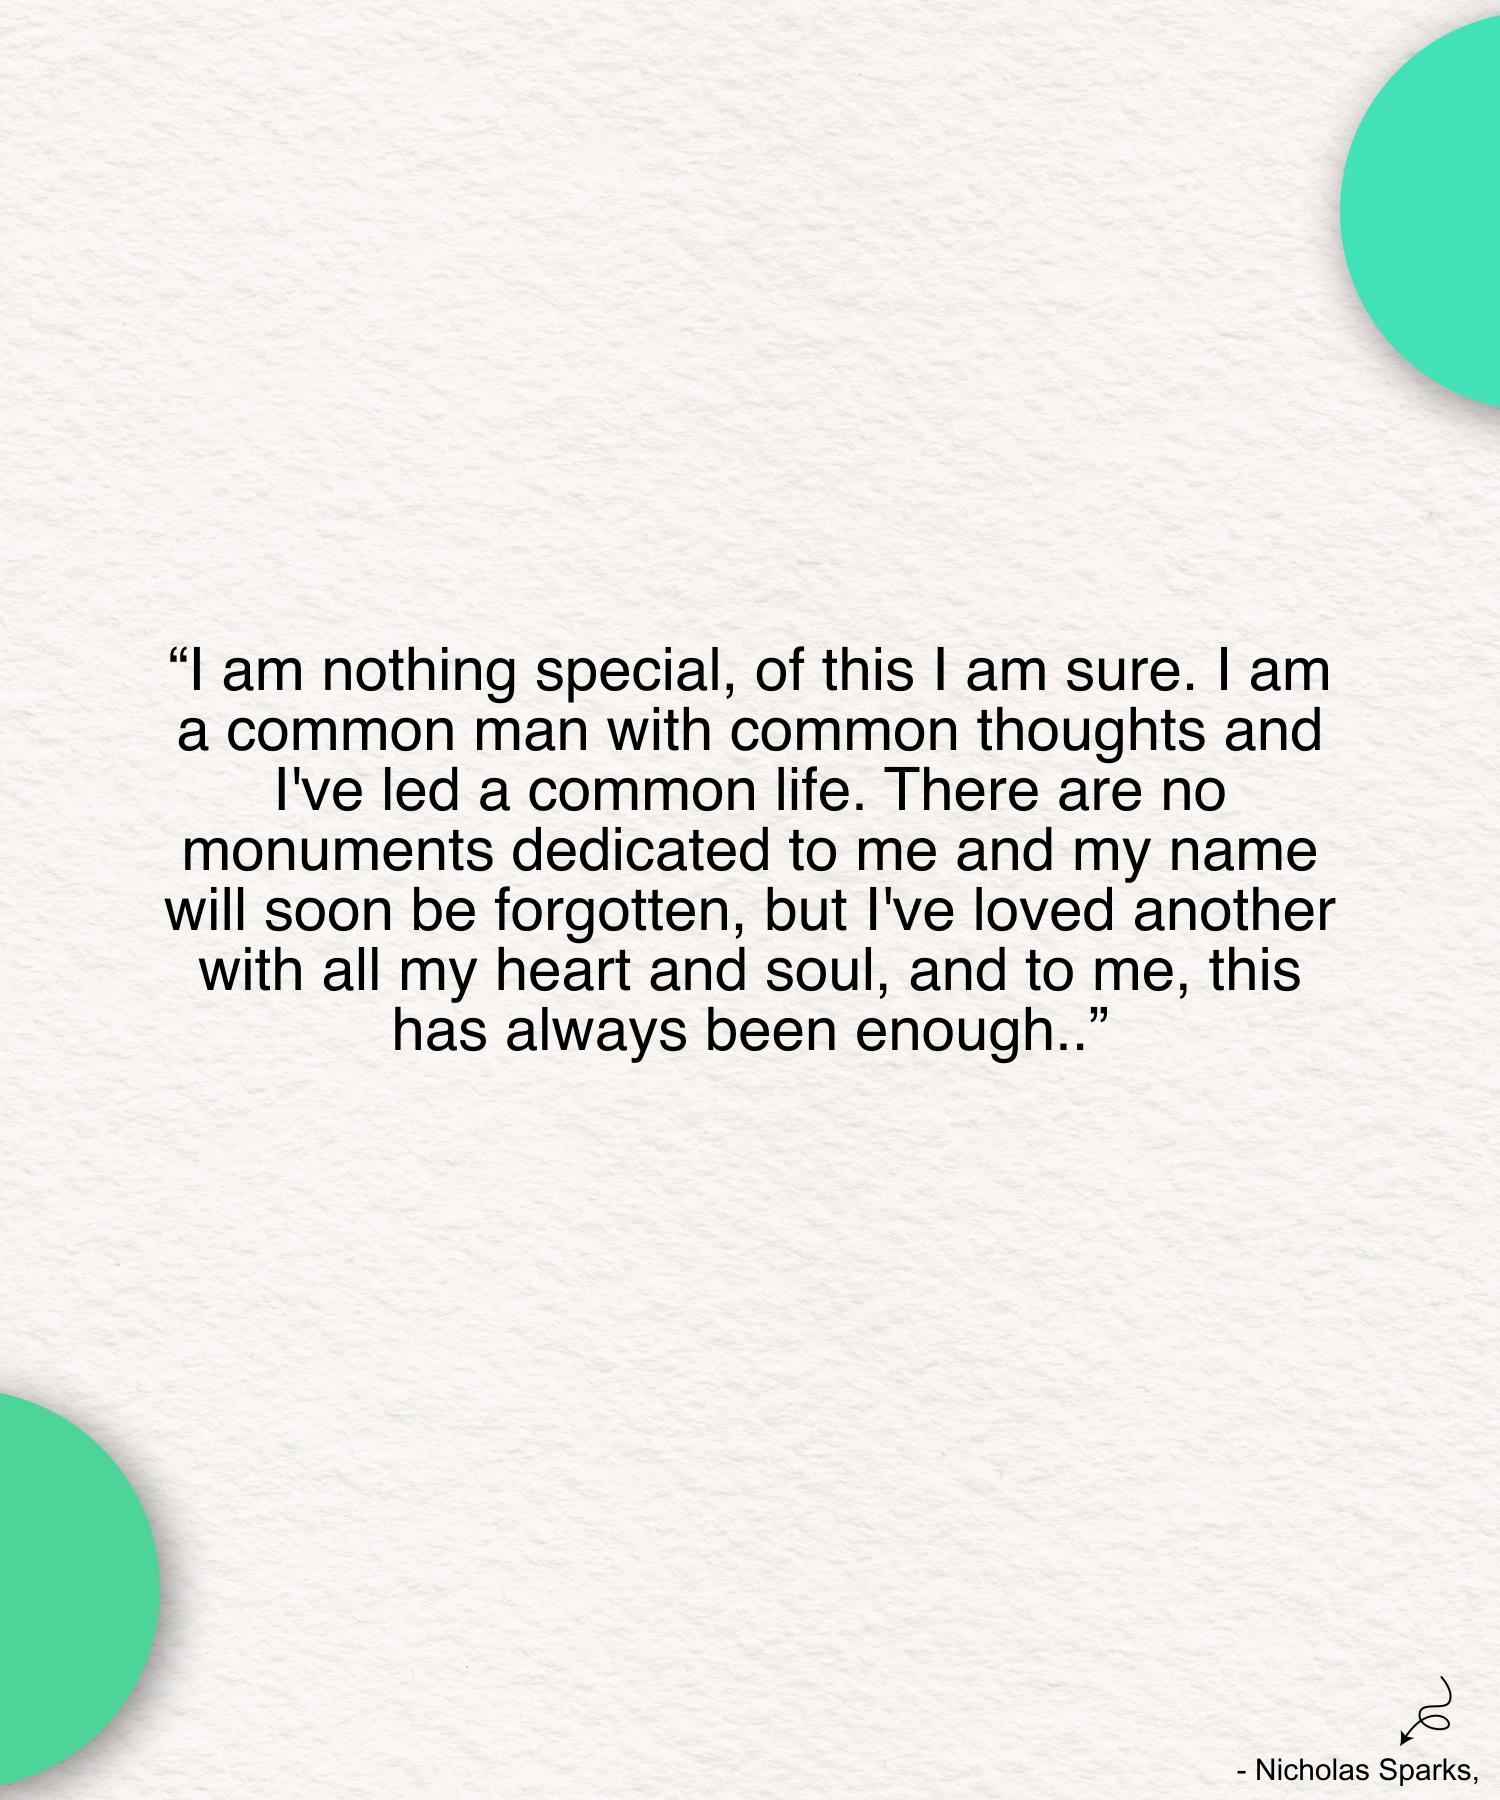 “I am nothing special, of this I am sure. I am
a common man with common thoughts and
I've led a common life. There are no
monuments dedicated to me and my name
will soon be forgotten, but I've loved another
with all my heart and soul, and to me, this
has always been enough..”
- Nicholas Sparks,